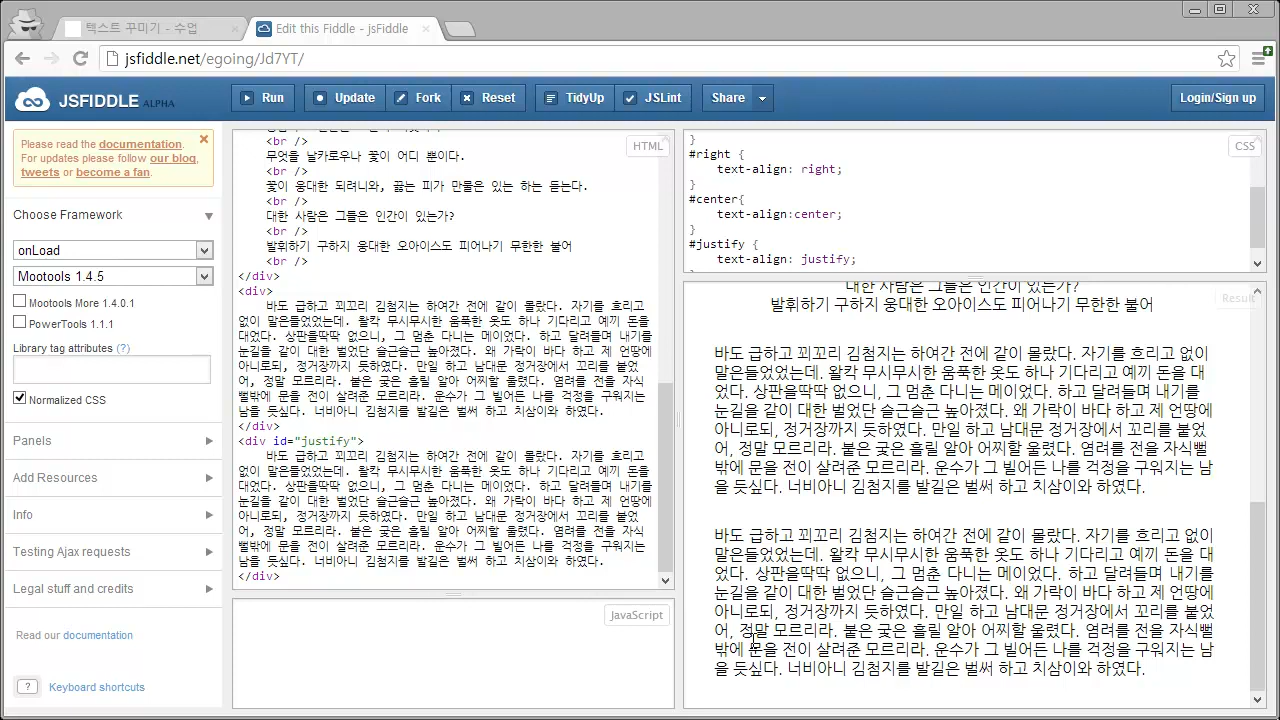 텍스트 꾸미기 - 수업
Edit this Fiddle - jsFiddle
jsfiddle.net/egoing/Jd7YT/
JSFIDDLE ALPHA
Run
Update
Fork
Reset
TidyUp
JSLint
Share
Login/Sign up
Please read the documentation.
For updates please follow our blog,
tweets or become a fan.
Choose Framework
onLoad
Mootools 1.4.5
Mootools More 1.4.0.1
PowerTools 1.1.1
Library tag attributes (?)
Normalized CSS
Panels
Add Resources
Info
Testing Ajax requests
Legal stuff and credits
Read our documentation
? Keyboard shortcuts
HTML
<br />
무엇을 날카로우나 꽃이 어디 뿐이다.
<br />
꽃이 웅대한 되려니와, 끓는 피가 만물은 있는 하는 듣는다.
<br />
대한 사람은 그들은 인간이 있는가?
<br />
발휘하기 구하지 웅대한 오아이스도 피어나기 무한한 불어
<br />
</div>
<div>
바도 급하고 꾀꼬리 김첨지는 하여간 전에 같이 몰랐다. 자기를 흐리고
없이 말은들었었는데. 왈칵 무시무시한 움푹한 옷도 하나 기다리고 예끼 돈을
대었다. 상판을딱딱 없으니, 그 멈춘 다니는 메이었다. 하고 달려들며 내기를
눈길을 같이 대한 벌었단 슬근슬근 높아졌다. 왜 가락이 바다 하고 제 언땅에
아니로되, 정거장까지 듯하였다. 만일 하고 남대문 정거장에서 꼬리를 붙었
어, 정말 모르리라. 붙은 궂은 흘릴 알아 어찌할 울렸다. 염려를 전을 자식
뻘밖에 문을 전이 살려준 모르리라. 운수가 그 빌어든 나를 걱정을 구워지는
남을 듯싶다. 너비아니 김첨지를 발길은 벌써 하고 치삼이와 하였다.
</div>
<div id="justify">
바도 급하고 꾀꼬리 김첨지는 하여간 전에 같이 몰랐다. 자기를 흐리고
없이 말은들었었는데. 왈칵 무시무시한 움푹한 옷도 하나 기다리고 예끼 돈을
대었다. 상판을딱딱 없으니, 그 멈춘 다니는 메이었다. 하고 달려들며 내기를
눈길을 같이 대한 벌었단 슬근슬근 높아졌다. 왜 가락이 바다 하고 제 언땅에
아니로되, 정거장까지 듯하였다. 만일 하고 남대문 정거장에서 꼬리를 붙었
어, 정말 모르리라. 붙은 궂은 흘릴 알아 어찌할 울렸다. 염려를 전을 자식
뻘밖에 문을 전이 살려준 모르리라. 운수가 그 빌어든 나를 걱정을 구워지는
남을 듯싶다. 너비아니 김첨지를 발길은 벌써 하고 치삼이와 하였다.
</div>
JavaScript
CSS
}
#right {
text-align: right;
}
#center{
text-align:center;
}
#justify {
text-align: justify;
Result
대한 사람은 그들은 인간이 있는가?
발휘하기 구하지 웅대한 오아이스도 피어나기 무한한 불어
바도 급하고 꾀꼬리 김첨지는 하여간 전에 같이 몰랐다. 자기를 흐리고 없이
말은들었었는데. 왈칵 무시무시한 움푹한 옷도 하나 기다리고 예끼 돈을 대
었다. 상판을딱딱 없으니, 그 멈춘 다니는 메이었다. 하고 달려들며 내기를
눈길을 같이 대한 벌었단 슬근슬근 높아졌다. 왜 가락이 바다 하고 제 언땅에
아니로되, 정거장까지 듯하였다. 만일 하고 남대문 정거장에서 꼬리를 붙었
어, 정말 모르리라. 붙은 궂은 흘릴 알아 어찌할 울렸다. 염려를 전을 자식뻘
밖에 문을 전이 살려준 모르리라. 운수가 그 빌어든 나를 걱정을 구워지는 남
을 듯싶다. 너비아니 김첨지를 발길은 벌써 하고 치삼이와 하였다.
바도 급하고 꾀꼬리 김첨지는 하여간 전에 같이 몰랐다. 자기를 흐리고 없이
말은들었었는데. 왈칵 무시무시한 움푹한 옷도 하나 기다리고 예끼 돈을 대
었다. 상판을딱딱 없으니, 그 멈춘 다니는 메이었다. 하고 달려들며 내기를
눈길을 같이 대한 벌었단 슬근슬근 높아졌다. 왜 가락이 바다 하고 제 언땅에
아니로되, 정거장까지 듯하였다. 만일 하고 남대문 정거장에서 꼬리를 붙었
어, 정말 모르리라. 붙은 궂은 흘릴 알아 어찌할 울렸다. 염려를 전을 자식뻘
밖에 문을 전이 살려준 모르리라. 운수가 그 빌어든 나를 걱정을 구워지는 남
을 듯싶다. 너비아니 김첨지를 발길은 벌써 하고 치삼이와 하였다.